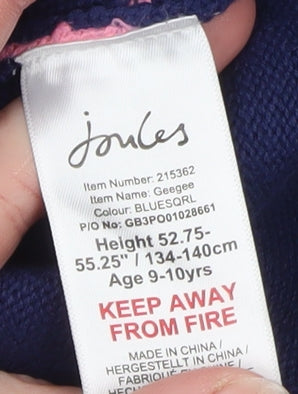 Joules
Item Number: 215362
Item Name: Geegee
Colour: BLUESQRL
P/O No: GB3PO01028661
Height 52.75-
55.25" / 134-140cm
Age 9-10yrs
KEEP AWAY
FROM FIRE
MADE IN CHINA /
HERGESTELLT IN CHINA /